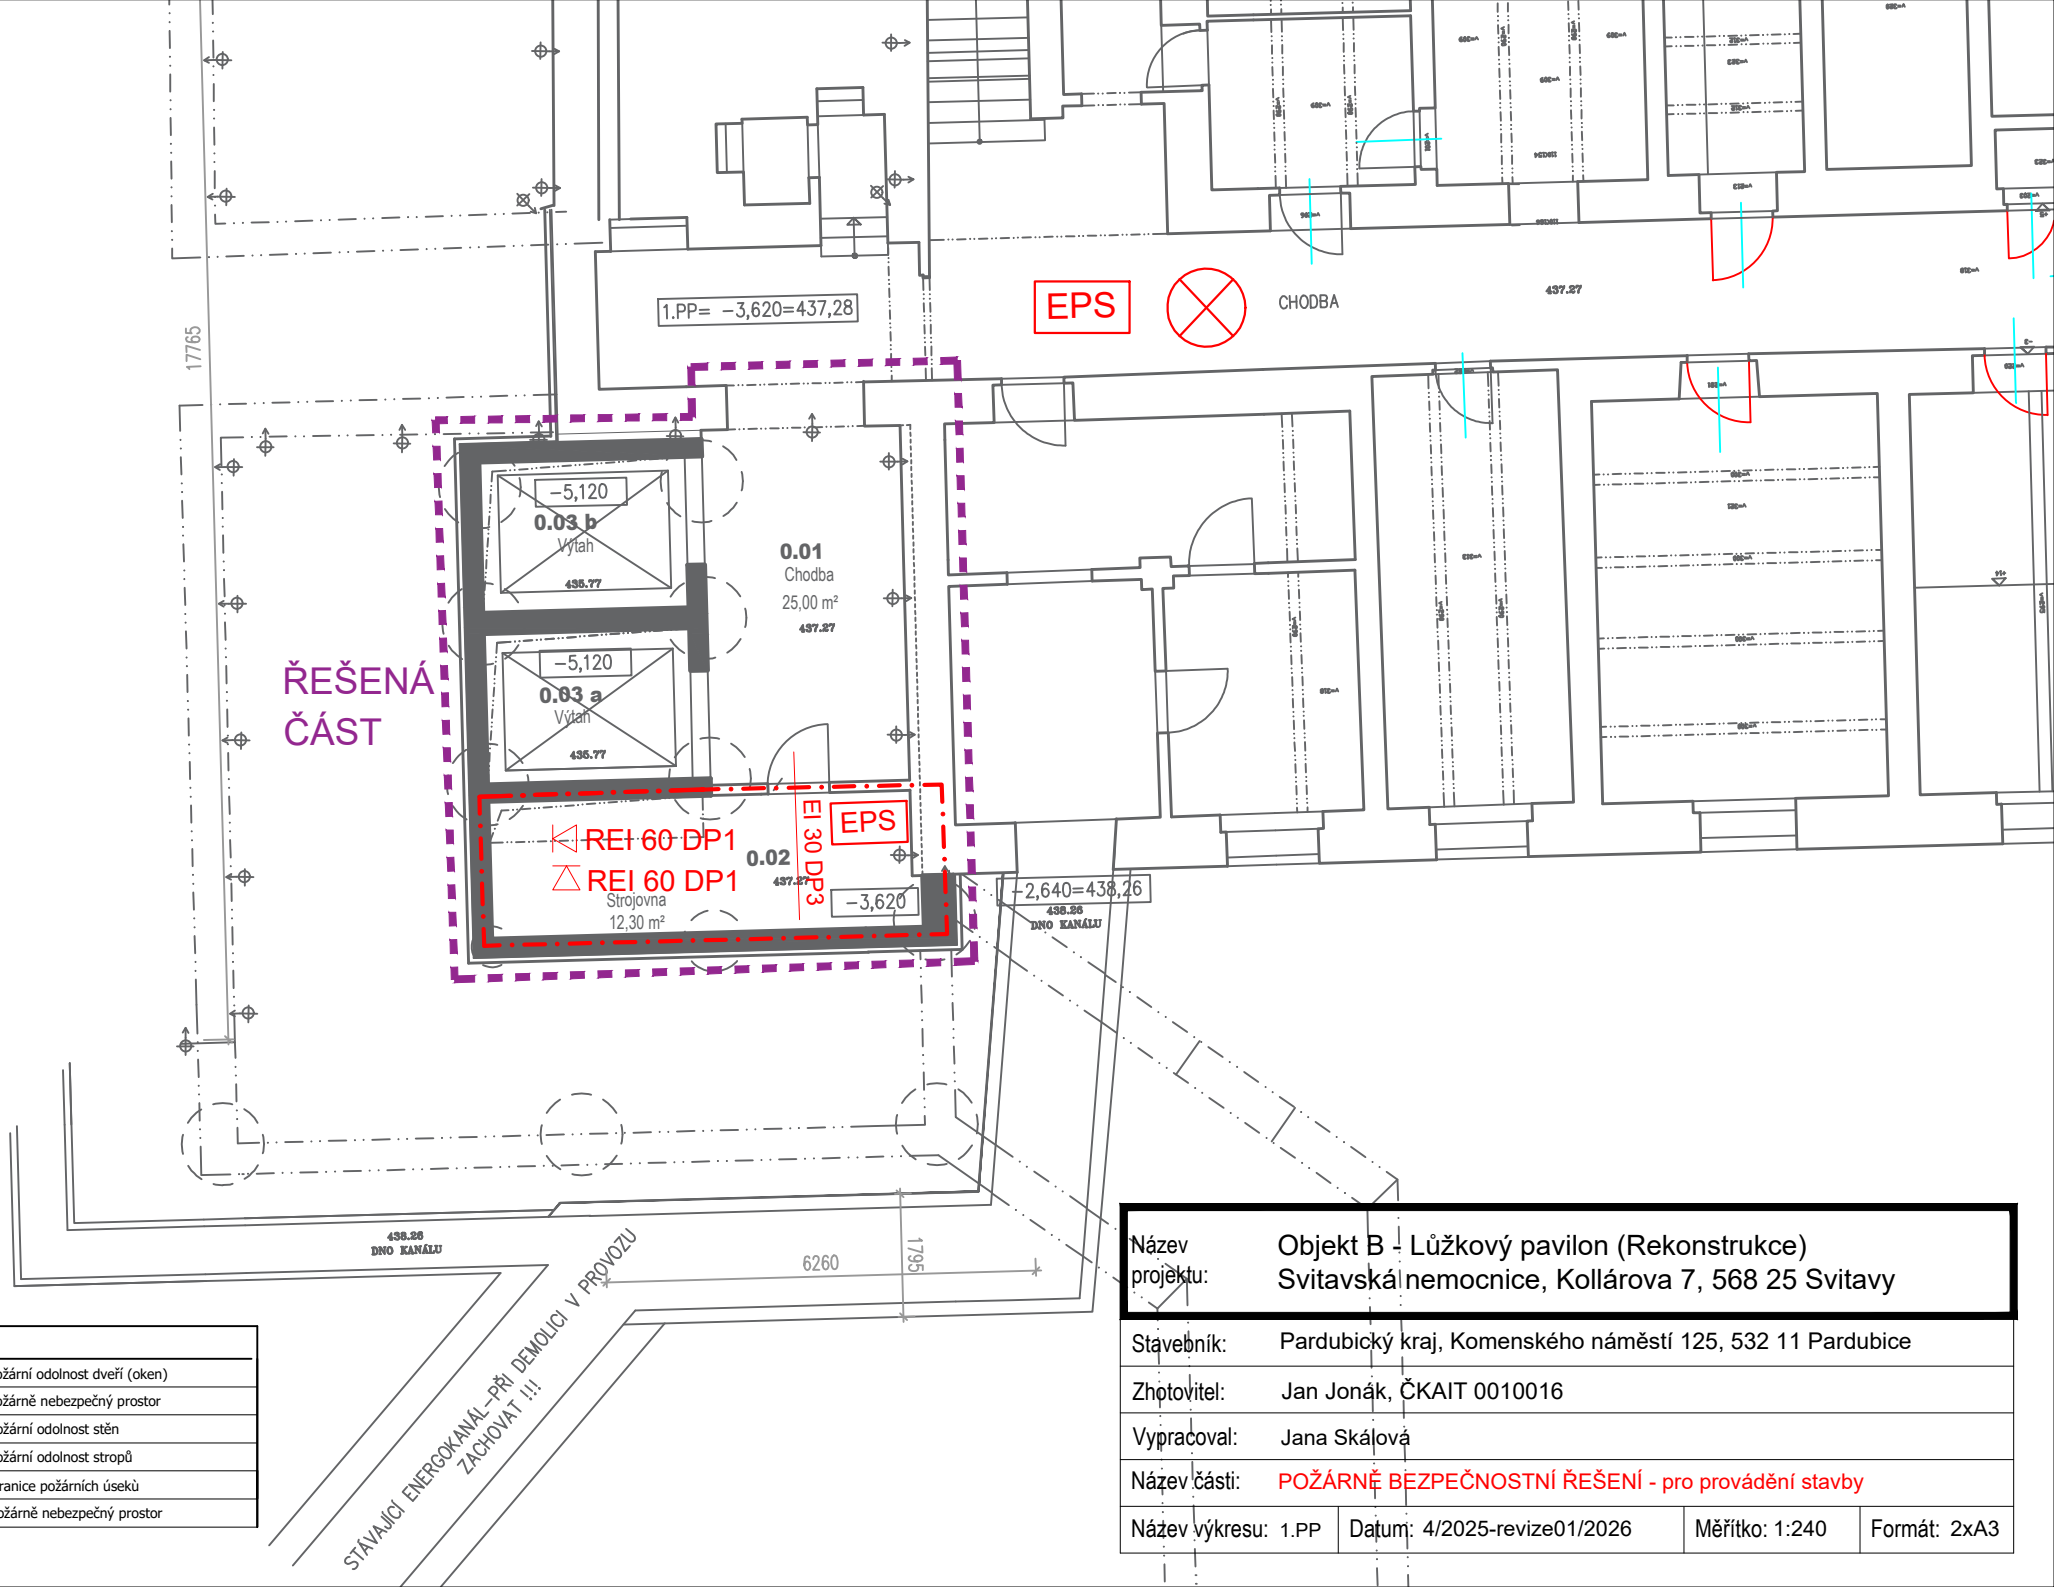 17765
1.PP= −3,620=437,28
EPS
CHODBA
437.27
−5,120
0.03 b
Výtah
435.77
0.01
Chodba
25,00 m²
437.27
−5,120
0.03 a
Výtah
435.77
ŘEŠENÁ
ČÁST
REI 60 DP1
REI 60 DP1
EI 30 DP3
EPS
0.02
437.27
Strojovna
12,30 m²
−3,620
−2,640=438,26
438.26
DNO KANÁLU
438.26
DNO KANÁLU
6260
1795
STÁVAJÍCÍ ENERGOKANÁL-PŘI DEMOLICI V PROVOZU
ZACHOVAT !!!
ožární odolnost dveří (oken)
ožárně nebezpečný prostor
ožární odolnost stěn
ožární odolnost stropů
ranice požárních úseků
ožárně nebezpečný prostor
Název projektu: Objekt B - Lůžkový pavilon (Rekonstrukce)
Svitavská nemocnice, Kollárova 7, 568 25 Svitavy
Stavebník: Pardubický kraj, Komenského náměstí 125, 532 11 Pardubice
Zhotovitel: Jan Jonák, ČKAIT 0010016
Vypracoval: Jana Skálová
Název části: POŽÁRNĚ BEZPEČNOSTNÍ ŘEŠENÍ - pro provádění stavby
Název výkresu: 1.PP Datum: 4/2025-revize01/2026 Měřítko: 1:240 Formát: 2xA3